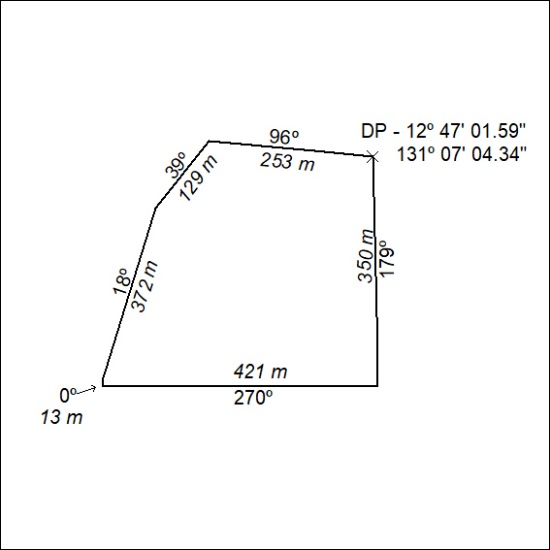 96º
DP - 12º 47' 01.59"
253 m
131º 07' 04.34"
39º
129 m
350 m
179º
18º
372 m
421 m
0º
270º
13 m